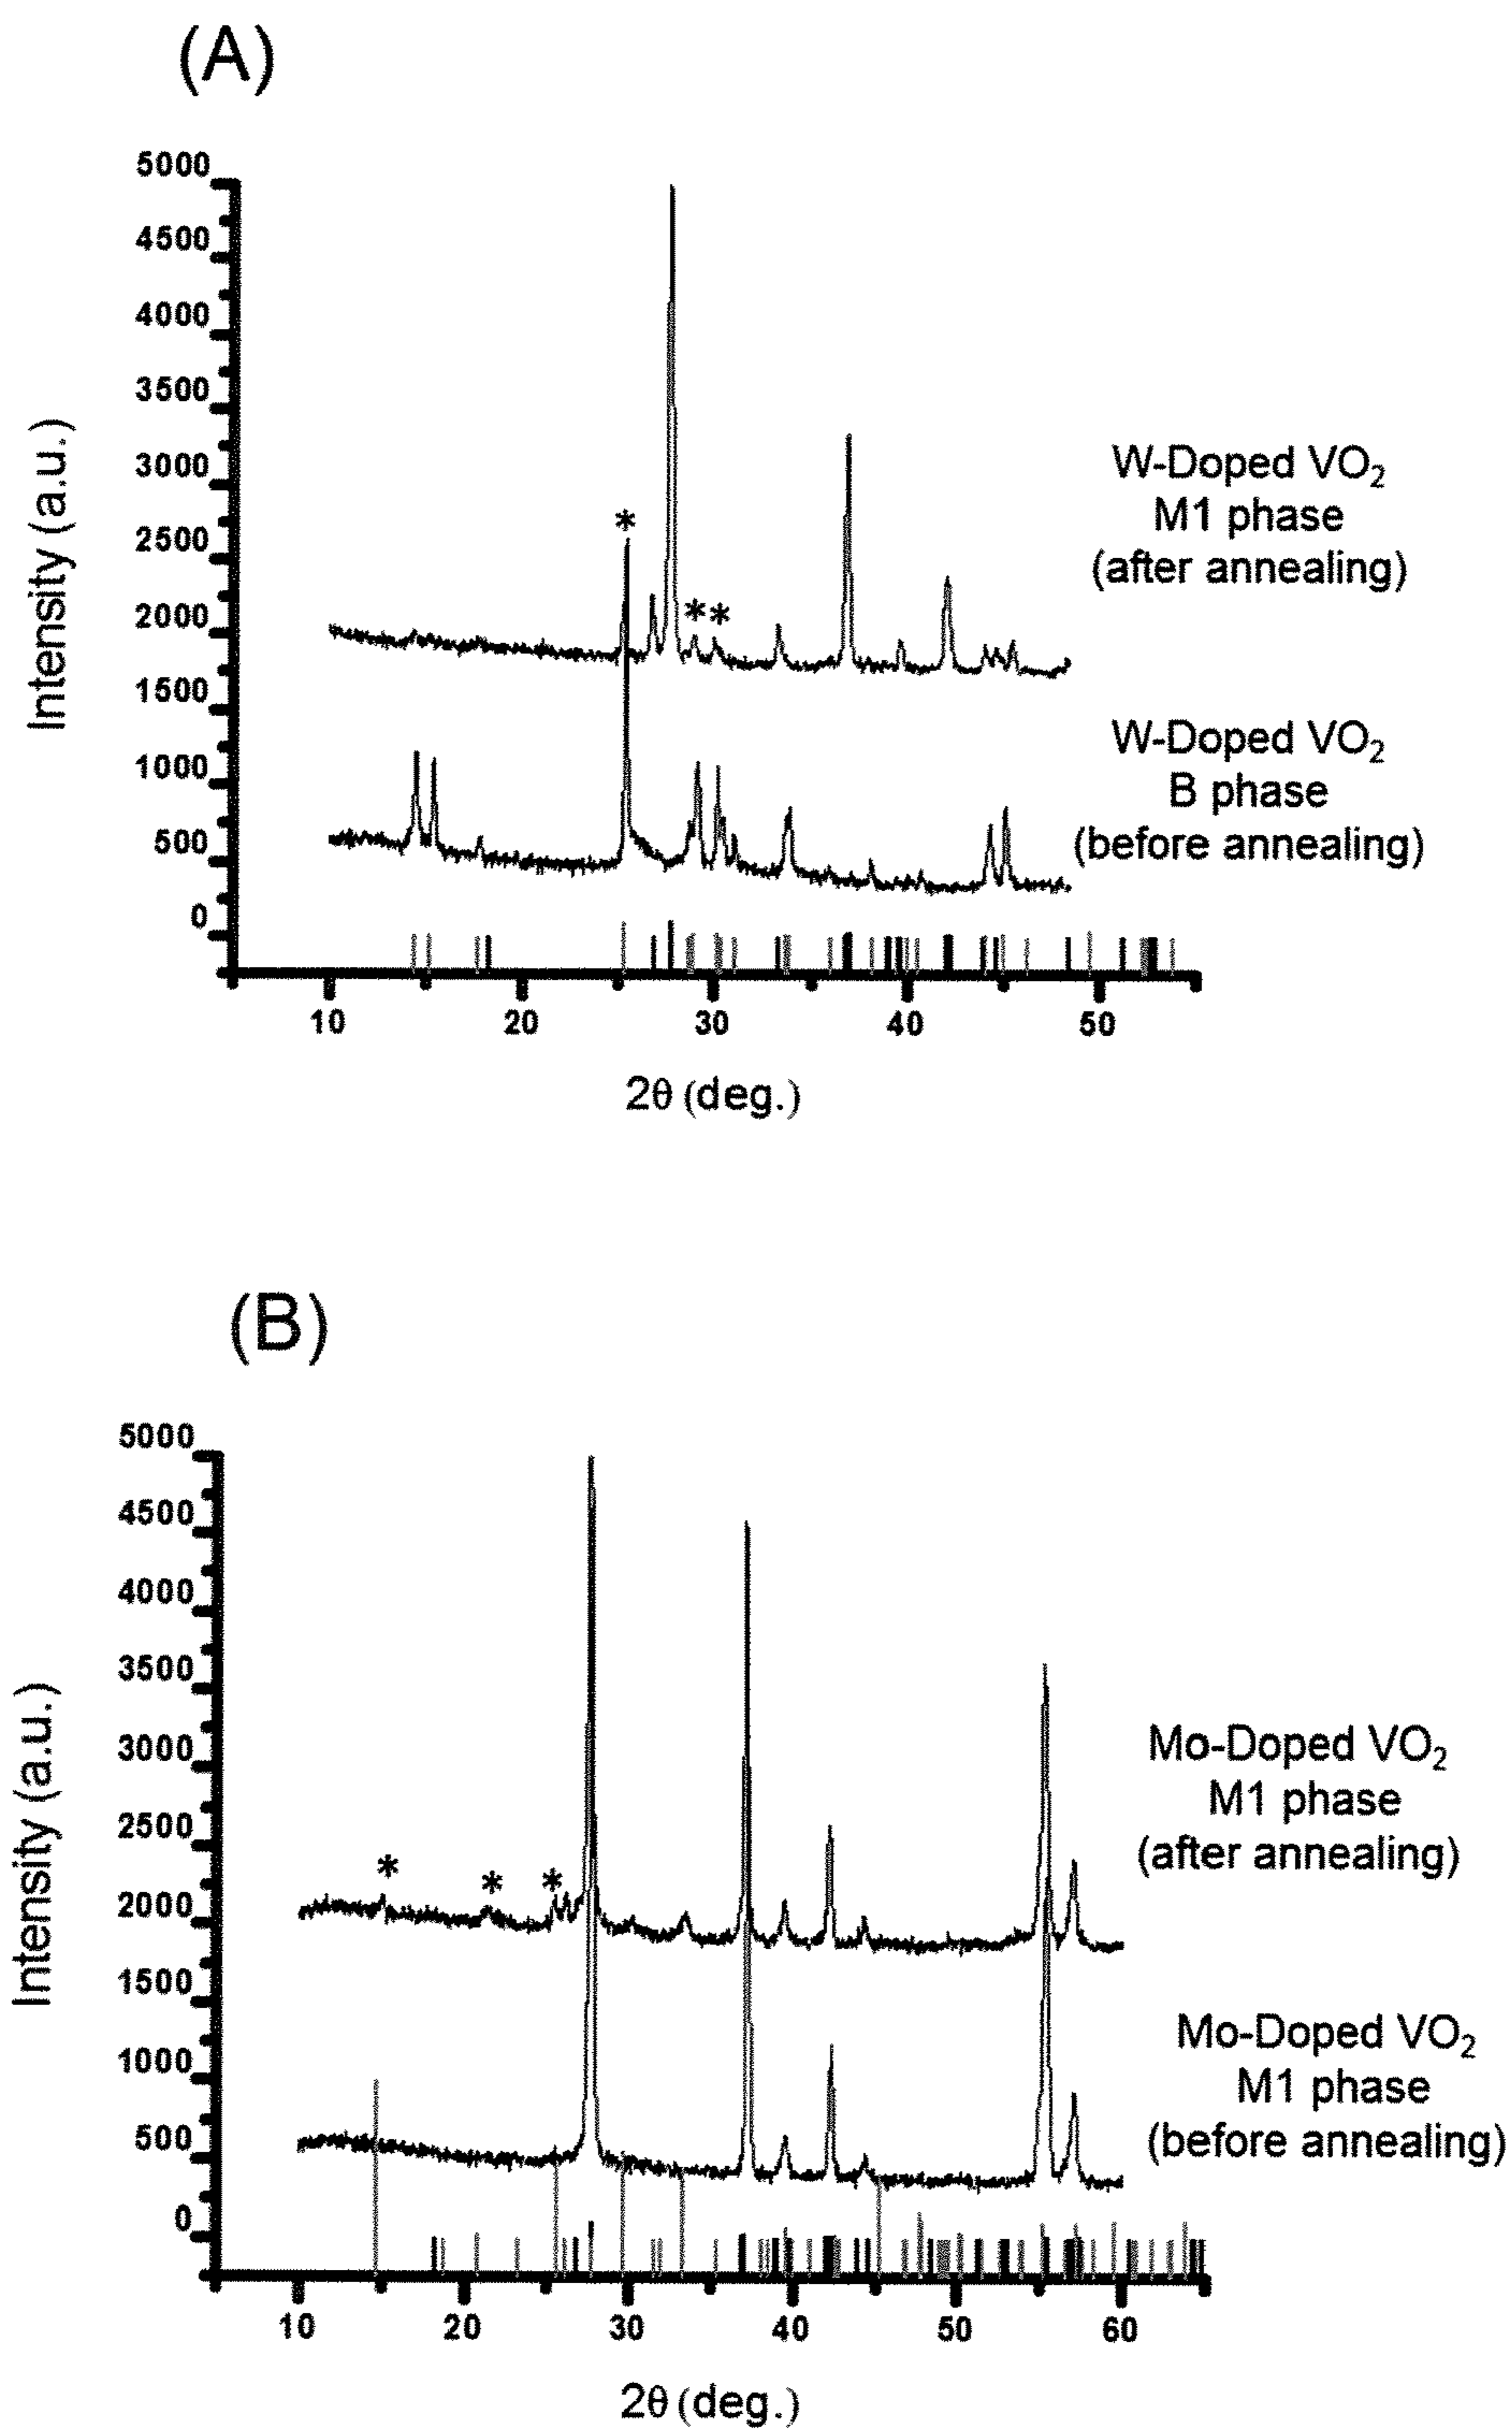 (A)
5000
4500
4000
3500
3000
2500
2000
1500
1000
500
0
Intensity (a.u.)
*
* *
W-Doped VO₂
M1 phase
(after annealing)
W-Doped VO₂
B phase
(before annealing)
10 20 30 40 50
2θ (deg.)
(B)
5000
4500
4000
3500
3000
2500
2000
1500
1000
500
0
Intensity (a.u.)
* * *
Mo-Doped VO₂
M1 phase
(after annealing)
Mo-Doped VO₂
M1 phase
(before annealing)
10 20 30 40 50 60
2θ (deg.)